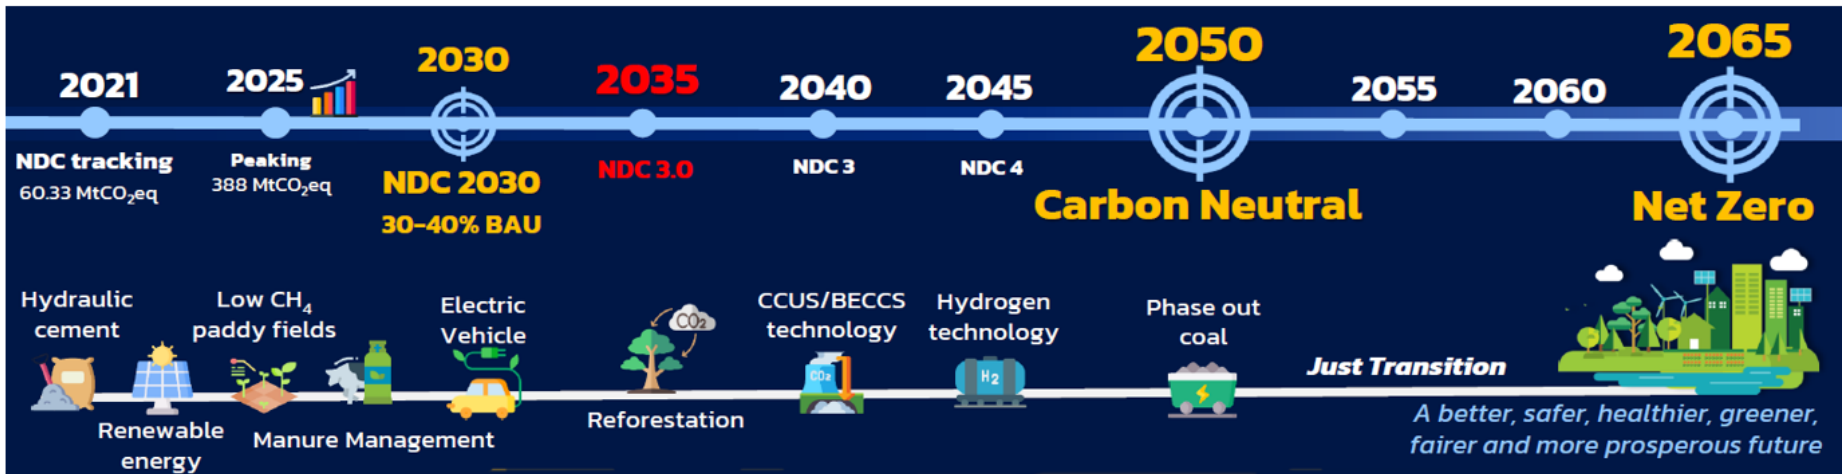 2021
2025
2030
2035
2040
2045
2050
2055
2060
2065
NDC tracking
60.33 MtCO₂eq
Peaking
388 MtCO₂eq
NDC 2030
30-40% BAU
NDC 3.0
NDC 3
NDC 4
Carbon Neutral
Net Zero
Hydraulic
cement
Renewable
energy
Low CH₄
paddy fields
Manure Management
Electric
Vehicle
CO₂
Reforestation
CCUS/BECCS
technology
CO₂
Hydrogen
technology
H₂
Phase out
coal
Just Transition
A better, safer, healthier, greener,
fairer and more prosperous future